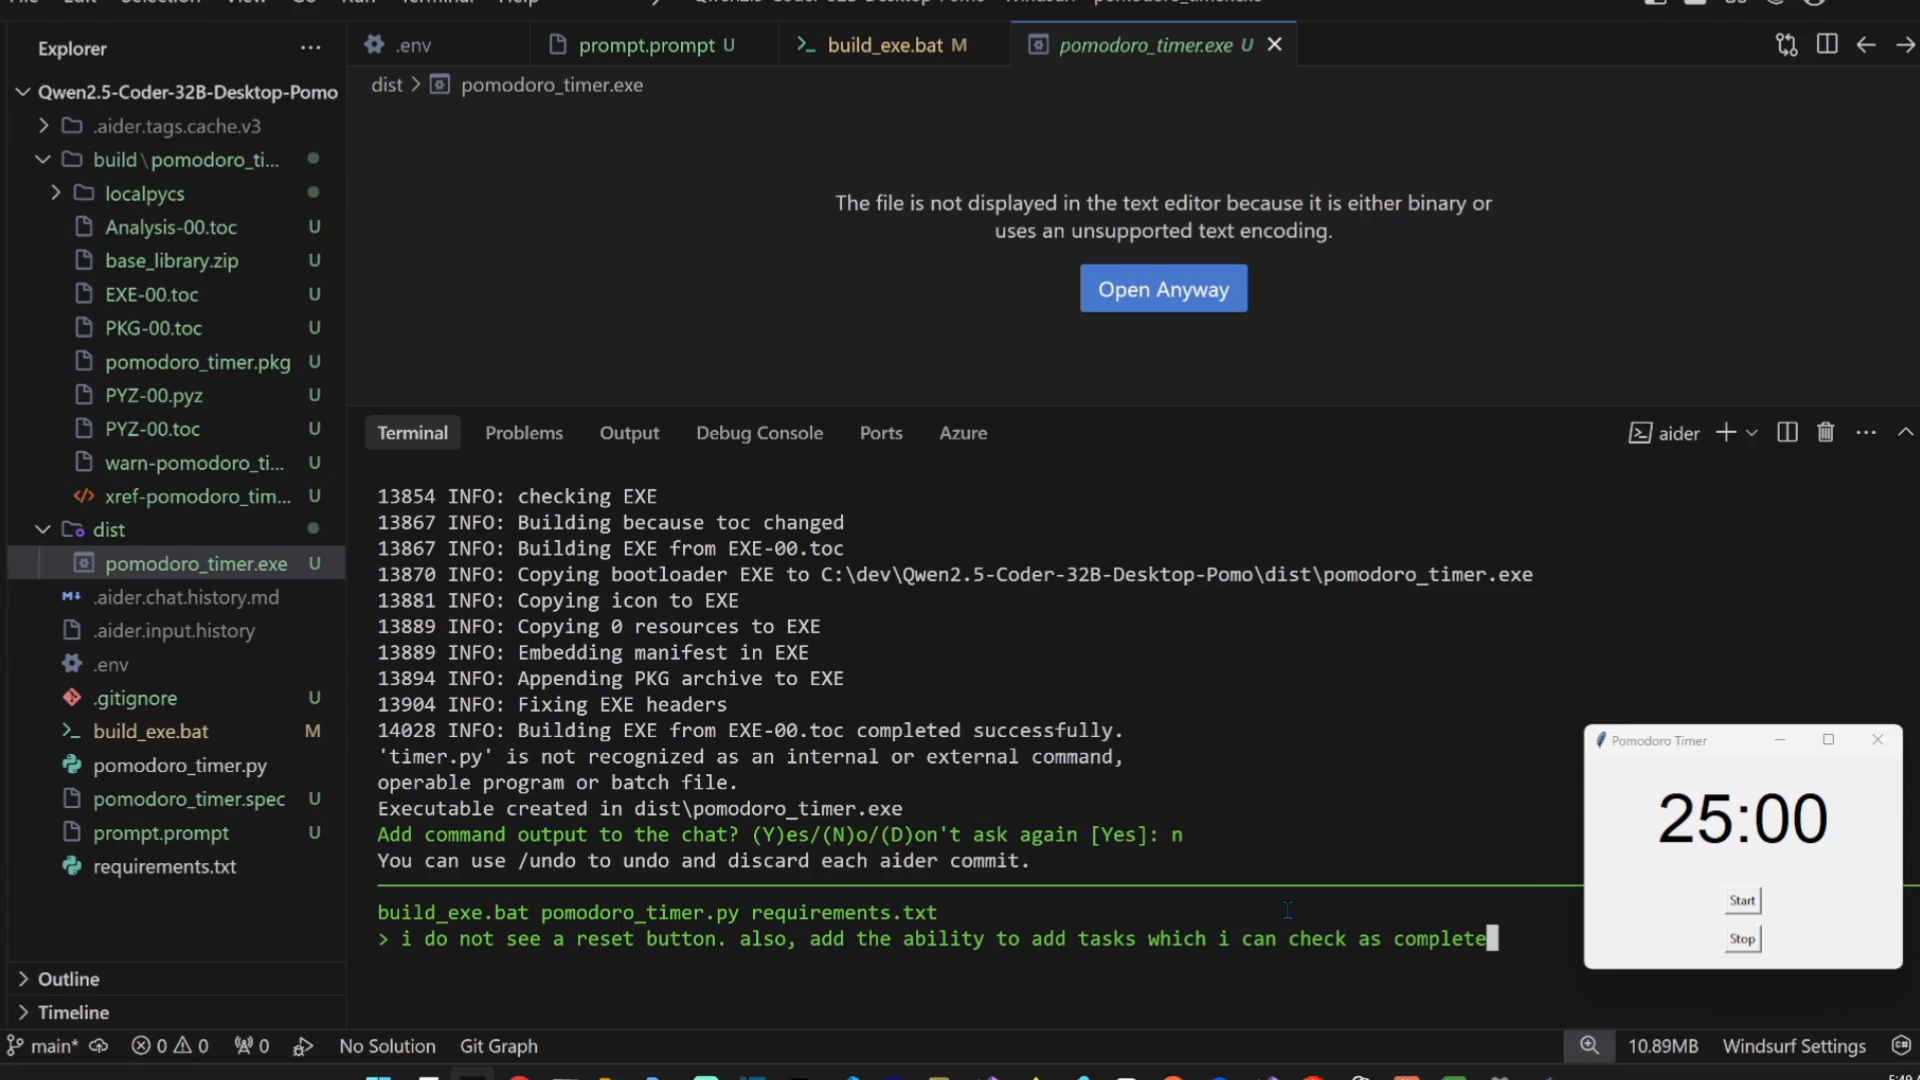 Explorer
.env
prompt.prompt U
build_exe.bat M
pomodoro_timer.exe U
dist > pomodoro_timer.exe
Qwen2.5-Coder-32B-Desktop-Pomo
.aider.tags.cache.v3
build\pomodoro_ti...
localpycs
Analysis-00.toc U
base_library.zip U
EXE-00.toc U
PKG-00.toc U
pomodoro_timer.pkg U
PYZ-00.pyz U
PYZ-00.toc U
warn-pomodoro_ti... U
xref-pomodoro_tim... U
dist
pomodoro_timer.exe U
.aider.chat.history.md
.aider.input.history
.env
.gitignore U
build_exe.bat M
pomodoro_timer.py
pomodoro_timer.spec U
prompt.prompt U
requirements.txt
Outline
Timeline
The file is not displayed in the text editor because it is either binary or
uses an unsupported text encoding.
Open Anyway
Terminal Problems Output Debug Console Ports Azure
aider
13854 INFO: checking EXE
13867 INFO: Building because toc changed
13867 INFO: Building EXE from EXE-00.toc
13870 INFO: Copying bootloader EXE to C:\dev\Qwen2.5-Coder-32B-Desktop-Pomo\dist\pomodoro_timer.exe
13881 INFO: Copying icon to EXE
13889 INFO: Copying 0 resources to EXE
13889 INFO: Embedding manifest in EXE
13894 INFO: Appending PKG archive to EXE
13904 INFO: Fixing EXE headers
14028 INFO: Building EXE from EXE-00.toc completed successfully.
'timer.py' is not recognized as an internal or external command,
operable program or batch file.
Executable created in dist\pomodoro_timer.exe
Add command output to the chat? (Y)es/(N)o/(D)on't ask again [Yes]: n
You can use /undo to undo and discard each aider commit.
build_exe.bat pomodoro_timer.py requirements.txt
> i do not see a reset button. also, add the ability to add tasks which i can check as complete
Pomodoro Timer
25:00
Start
Stop
main* 0 0 0 No Solution Git Graph
10.89MB Windsurf Settings